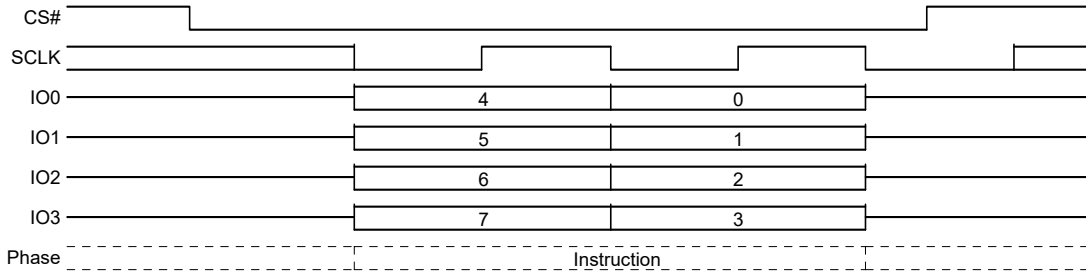 CS#
SCLK
IO0 4 0
IO1 5 1
IO2 6 2
IO3 7 3
Phase Instruction